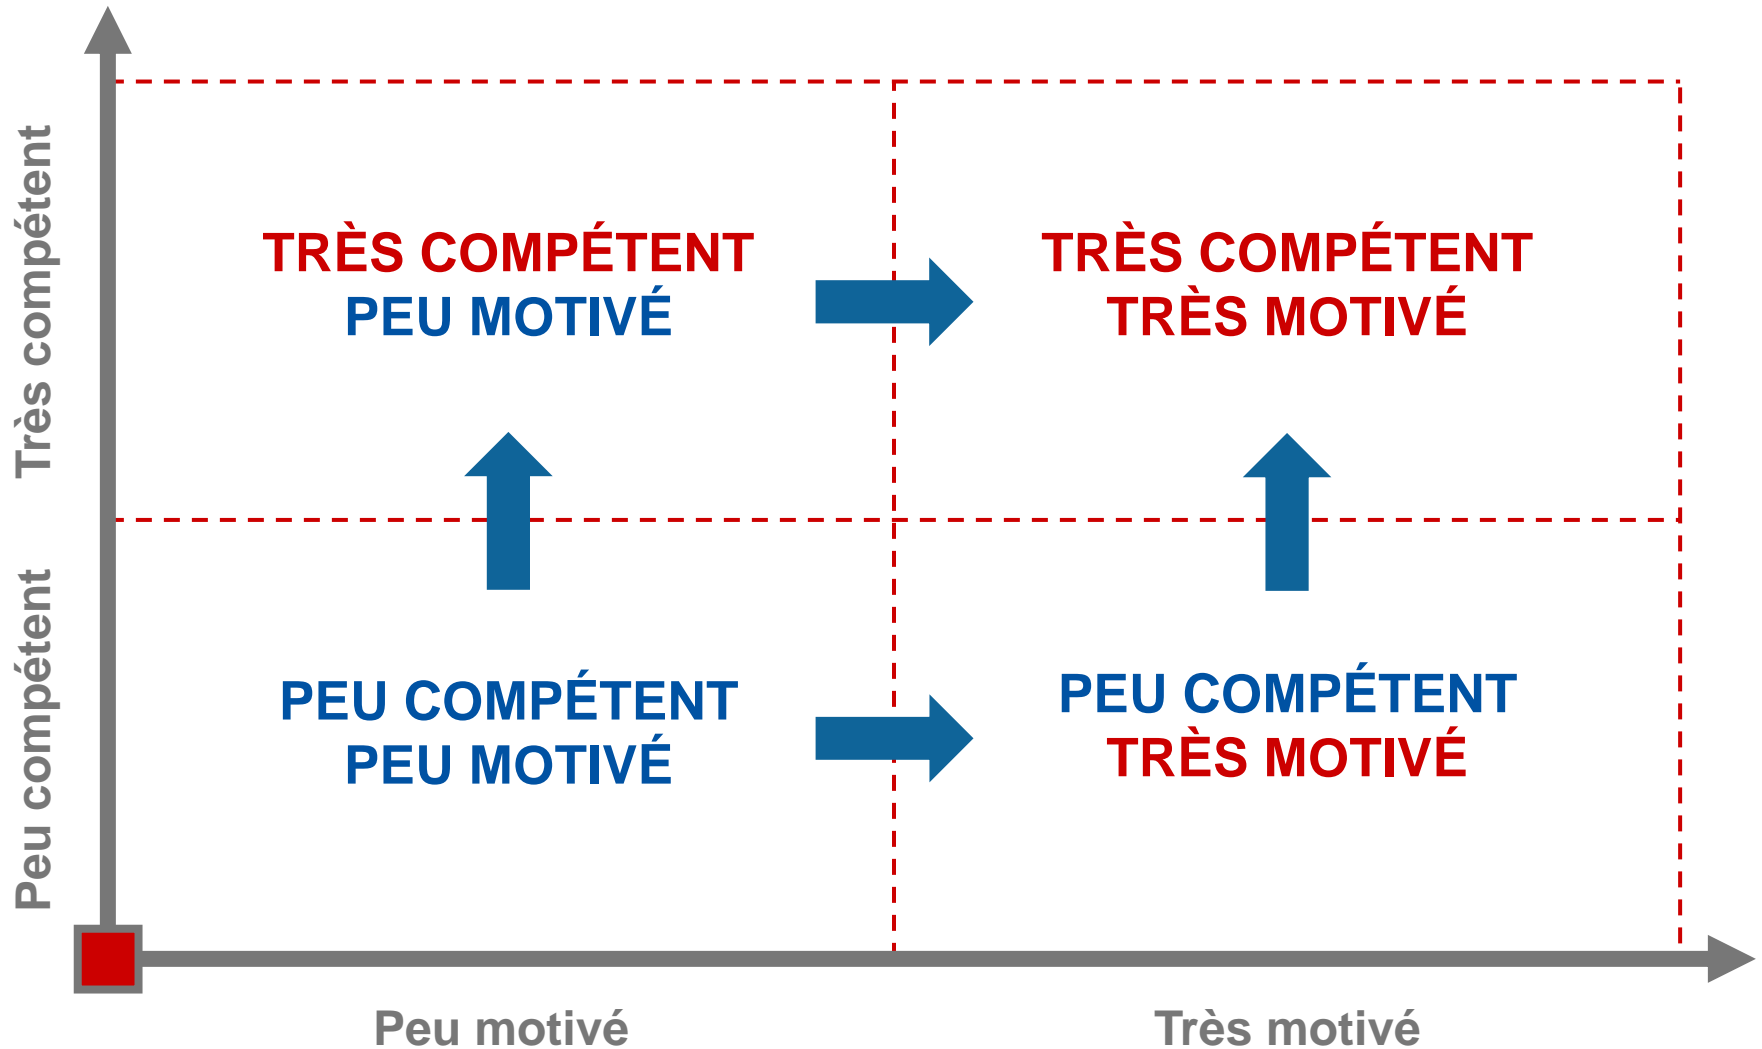 Très compétent
TRÈS COMPÉTENT
PEU MOTIVÉ
TRÈS COMPÉTENT
TRÈS MOTIVÉ
Peu compétent
PEU COMPÉTENT
PEU MOTIVÉ
PEU COMPÉTENT
TRÈS MOTIVÉ
Peu motivé
Très motivé